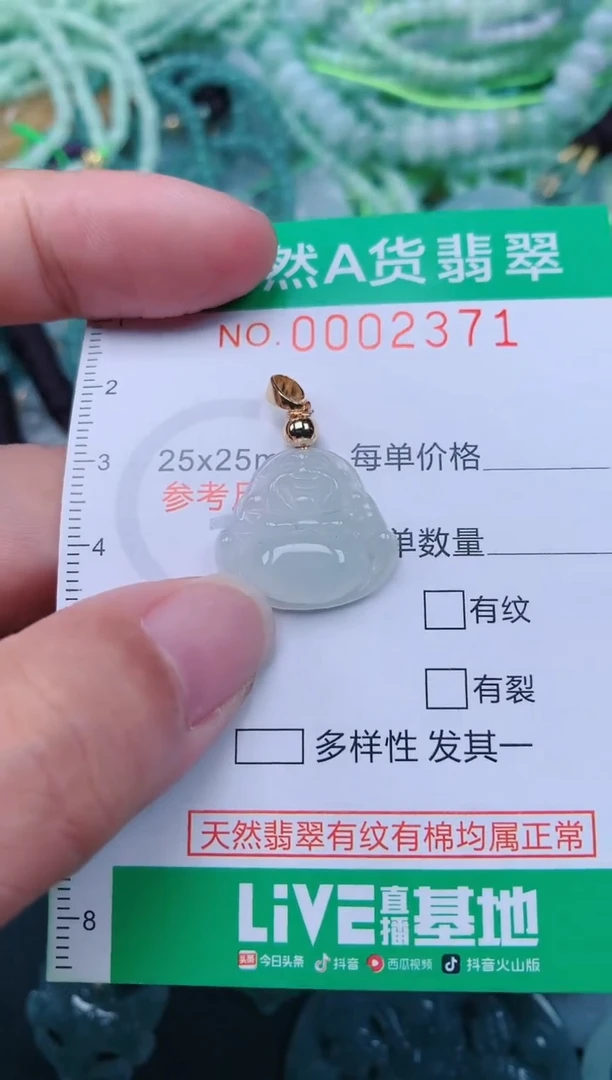 然A货翡翠
NO.0002371
2
3
25x25m
每单价格
参考
4
单数量
有纹
有裂
多样性 发其一
天然翡翠有纹有棉均属正常
LiVE直播基地
8
头条 今日头条 抖音 西瓜视频 抖音火山版